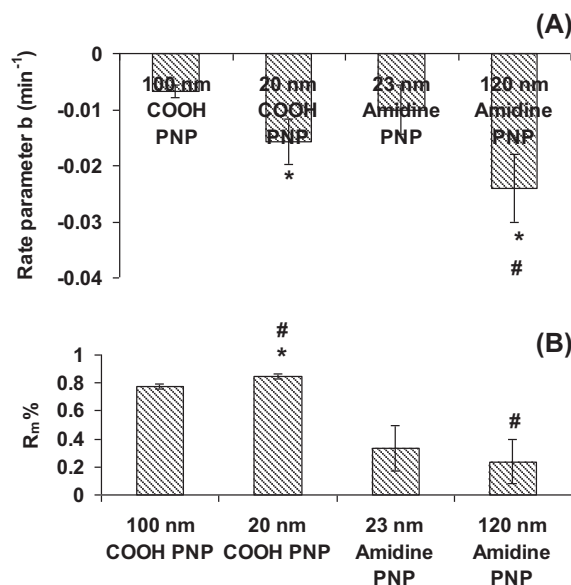 (A)
Rate parameter b (min⁻¹)
0
-0.01
-0.02
-0.03
-0.04
100 nm COOH PNP
20 nm COOH PNP
23 nm Amidine PNP
120 nm Amidine PNP
*
*
#
(B)
R_m %
1
0.8
0.6
0.4
0.2
0
#
*
#
100 nm COOH PNP
20 nm COOH PNP
23 nm Amidine PNP
120 nm Amidine PNP